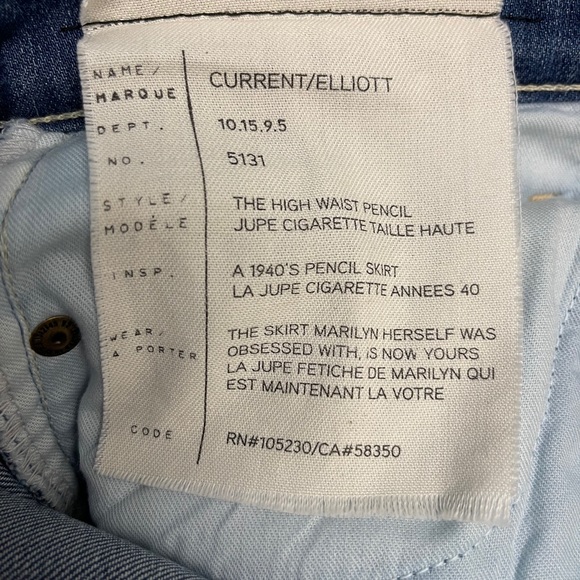 NAME/ MARQUE CURRENT/ELLIOTT
DEPT. 10.15.9.5
NO. 5131
STYLE/ THE HIGH WAIST PENCIL
MODÈLE JUPE CIGARETTE TAILLE HAUTE
INSP. A 1940'S PENCIL SKIRT
LA JUPE CIGARETTE ANNEES 40
WEAR/ THE SKIRT MARILYN HERSELF WAS
A PORTER OBSESSED WITH, iS NOW YOURS
LA JUPE FETICHE DE MARILYN QUI
EST MAINTENANT LA VOTRE
CODE RN#105230/CA#58350